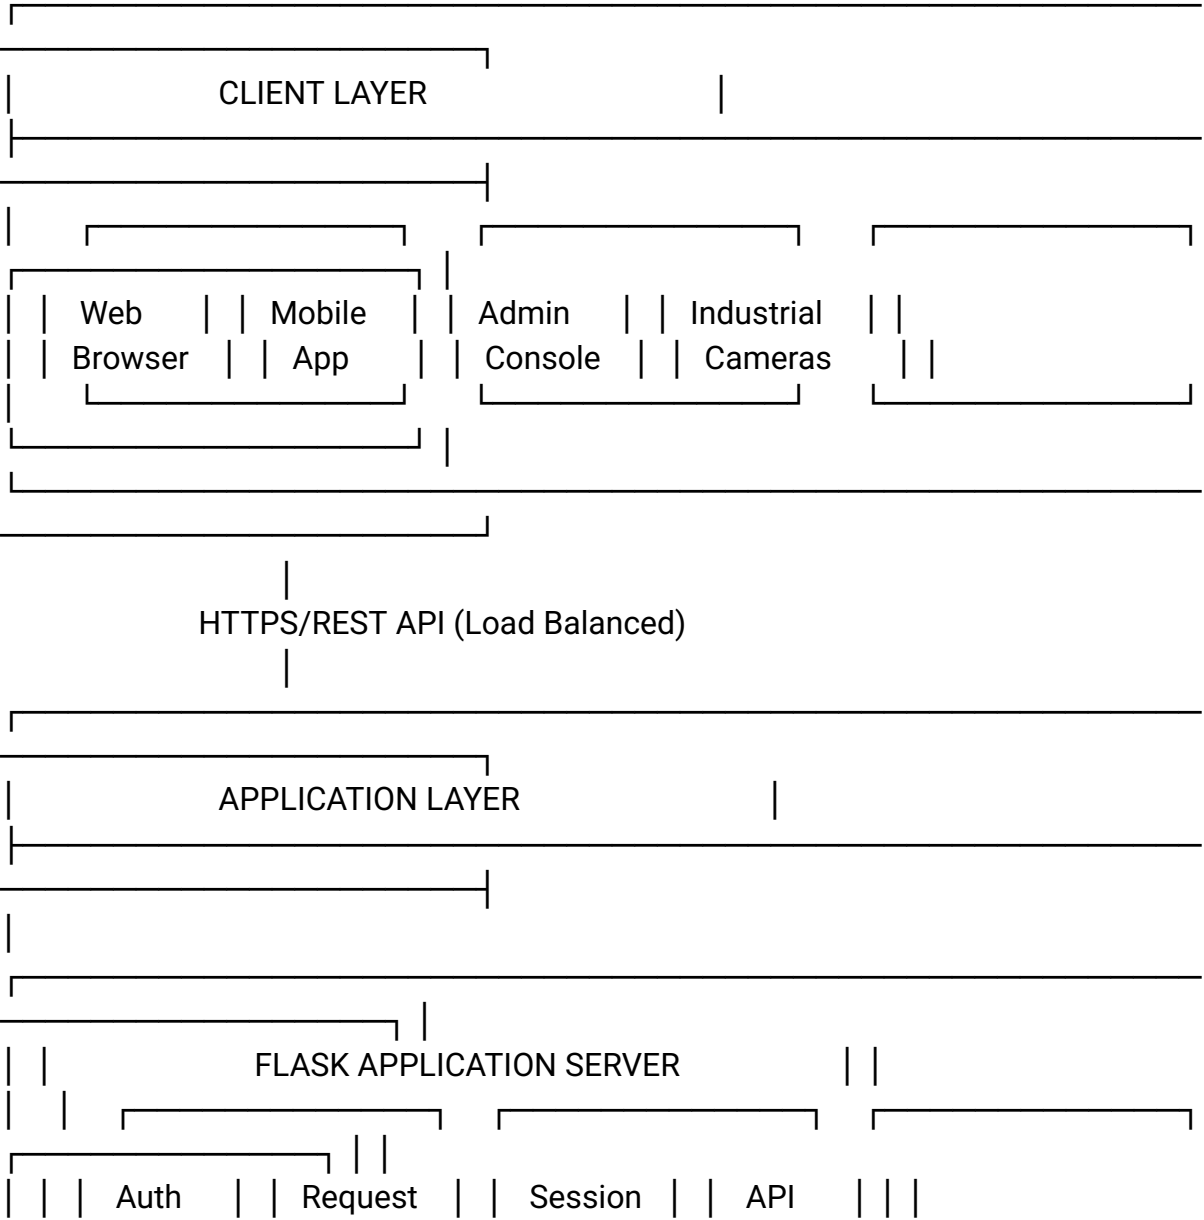 CLIENT LAYER
Web Mobile Admin Industrial
Browser App Console Cameras
HTTPS/REST API (Load Balanced)
APPLICATION LAYER
FLASK APPLICATION SERVER
Auth Request Session API